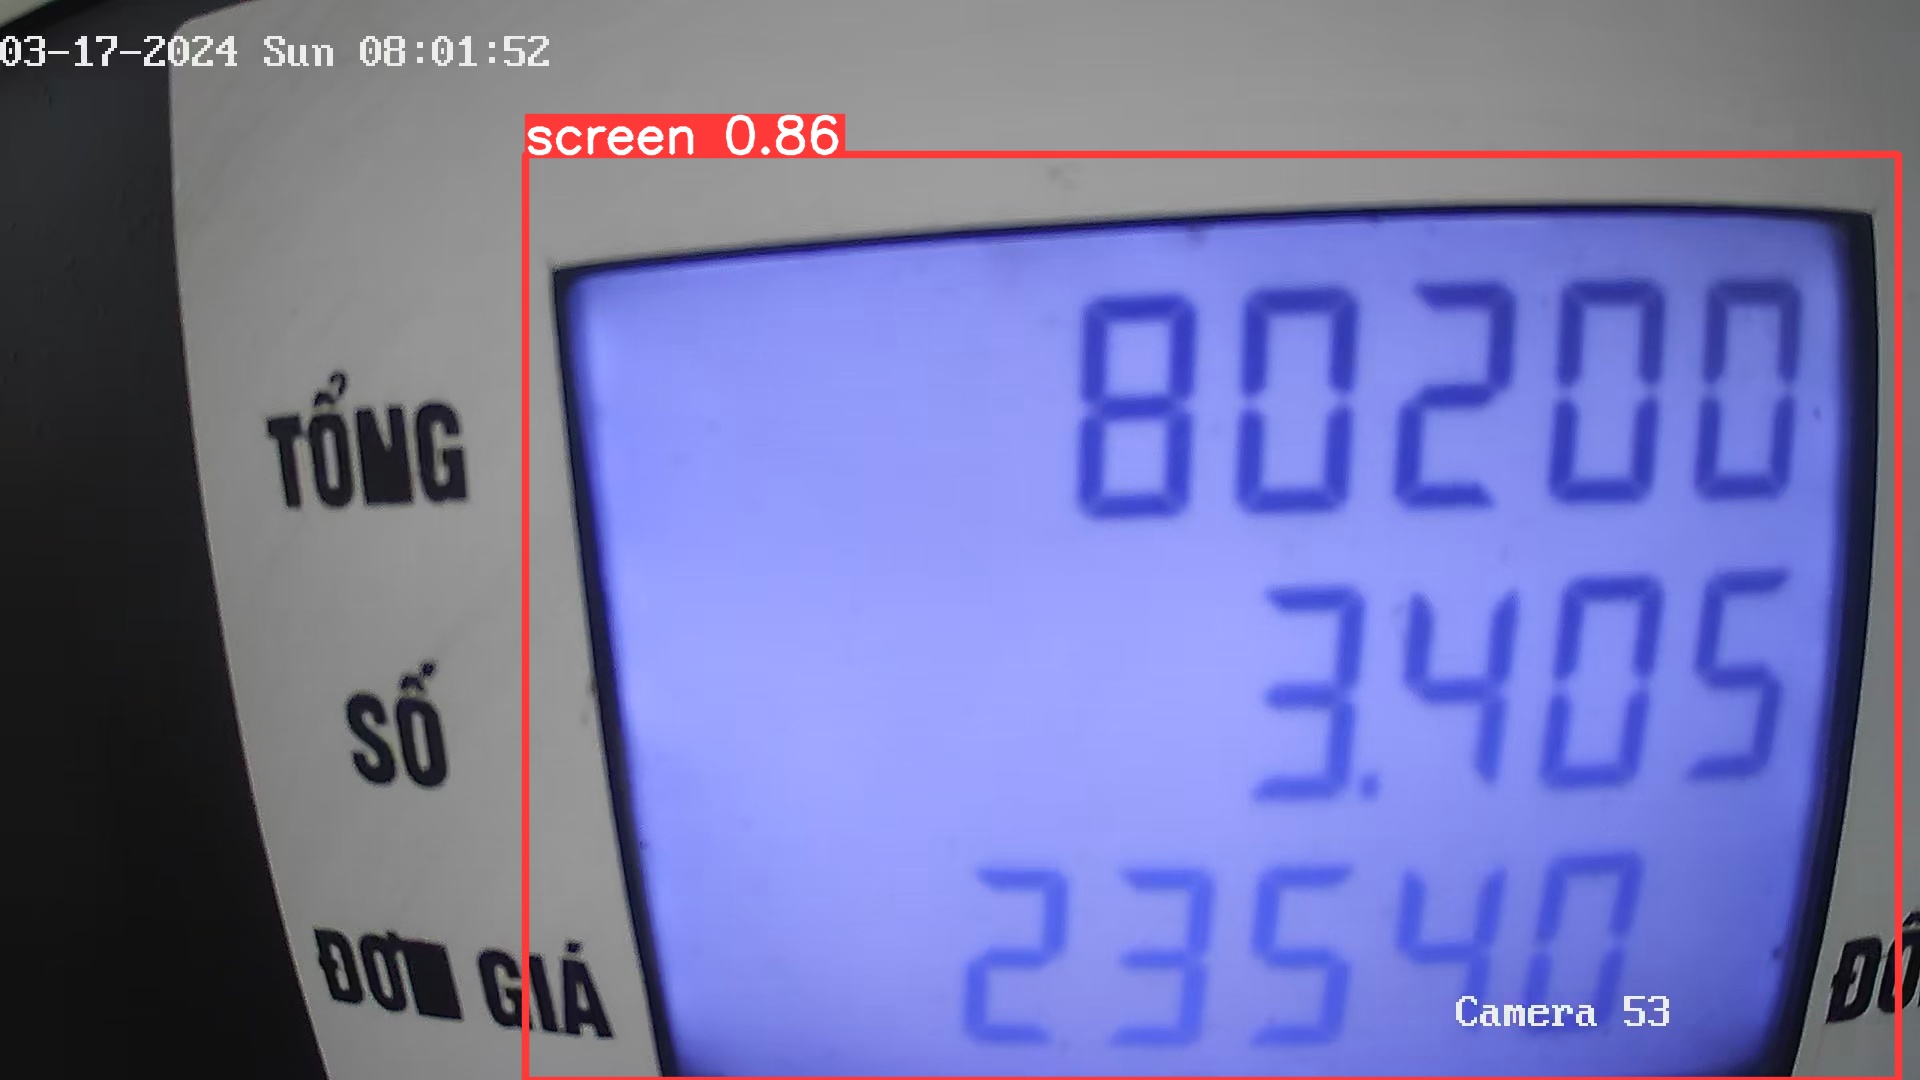 03-17-2024 Sun 08:01:52
screen 0.86
TỔNG 80200
SỐ 3.405
ĐƠN GIÁ 23540
Camera 53